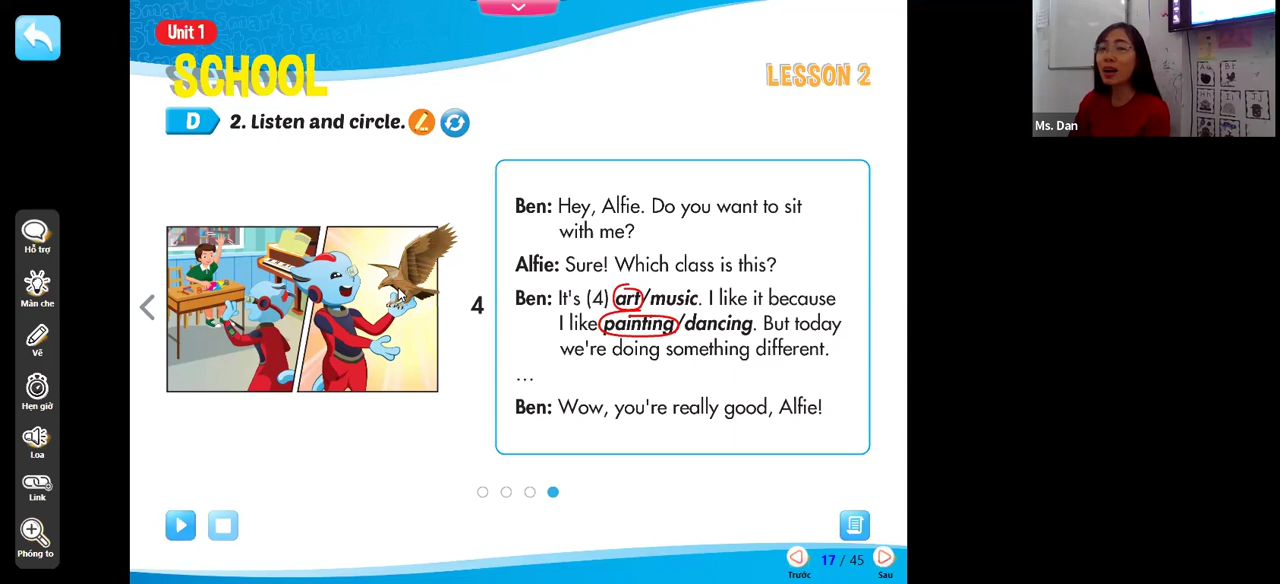 Unit 1
SCHOOL
LESSON 2
D 2. Listen and circle.
Ms. Dan
Ben: Hey, Alfie. Do you want to sit
with me?
Alfie: Sure! Which class is this?
Ben: It's (4) art/music. I like it because
I like painting/dancing. But today
we're doing something different.
...
Ben: Wow, you're really good, Alfie!
4
Hỗ trợ
Màn che
Vẽ
Hẹn giờ
Loa
Link
Phóng to
17 / 45
Trước
Sau